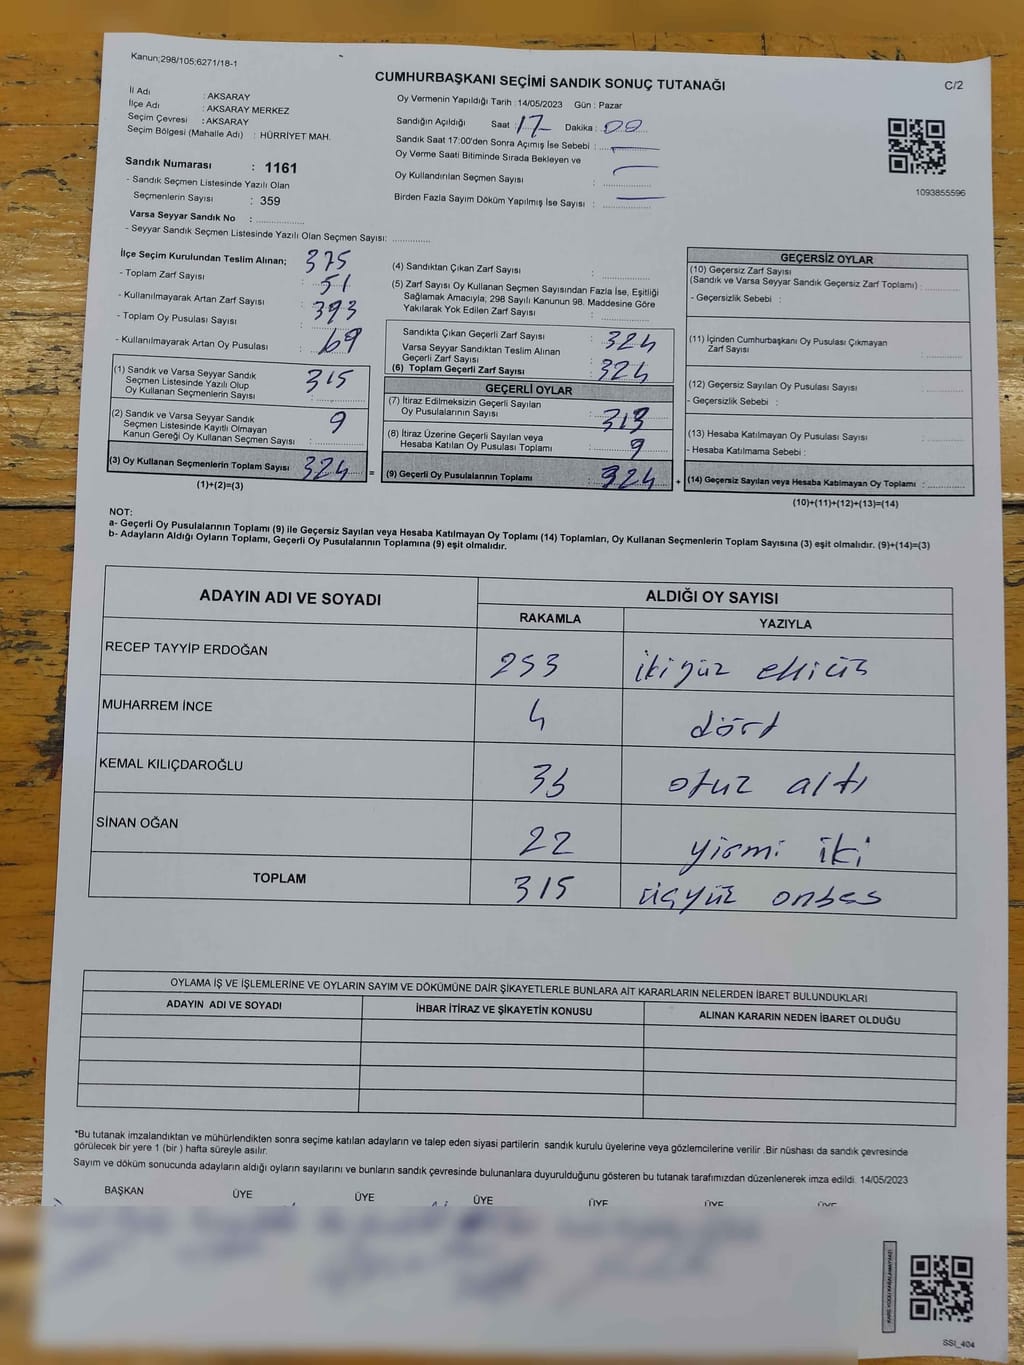 Kanun;298/105;6271/18-1
CUMHURBAŞKANI SEÇİMİ SANDIK SONUÇ TUTANAĞI
C/2
İl Adı : AKSARAY
İlçe Adı : AKSARAY MERKEZ
Seçim Çevresi : AKSARAY
Seçim Bölgesi (Mahalle Adı) : HÜRRİYET MAH.
Sandık Numarası : 1161
- Sandık Seçmen Listesinde Yazılı Olan
Seçmenlerin Sayısı : 359
Varsa Seyyar Sandık No :
- Seyyar Sandık Seçmen Listesinde Yazılı Olan Seçmen Sayısı:
Oy Vermenin Yapıldığı Tarih : 14/05/2023 Gün : Pazar
Sandığın Açıldığı Saat : 17 Dakika : 00
Sandık Saat 17:00'den Sonra Açımış İse Sebebi :
Oy Verme Saati Bitiminde Sırada Bekleyen ve
Oy Kullandırılan Seçmen Sayısı :
Birden Fazla Sayım Döküm Yapılmış İse Sayısı :
1093855596
İlçe Seçim Kurulundan Teslim Alınan;
- Toplam Zarf Sayısı : 375
- Kullanılmayarak Artan Zarf Sayısı : 51
- Toplam Oy Pusulası Sayısı : 393
- Kullanılmayarak Artan Oy Pusulası : 69
(1) Sandık ve Varsa Seyyar Sandık
Seçmen Listesinde Yazılı Olup
Oy Kullanan Seçmenlerin Sayısı : 315
(2) Sandık ve Varsa Seyyar Sandık
Seçmen Listesinde Kayıtlı Olmayan
Kanun Gereği Oy Kullanan Seçmen Sayısı : 9
(3) Oy Kullanan Seçmenlerin Toplam Sayısı : 324 =
(1)+(2)=(3)
(4) Sandıktan Çıkan Zarf Sayısı :
(5) Zarf Sayısı Oy Kullanan Seçmen Sayısından Fazla İse, Eşitliği
Sağlamak Amacıyla; 298 Sayılı Kanunun 98. Maddesine Göre
Yakılarak Yok Edilen Zarf Sayısı :
Sandıkta Çıkan Geçerli Zarf Sayısı : 324
Varsa Seyyar Sandıktan Teslim Alınan
Geçerli Zarf Sayısı :
(6) Toplam Geçerli Zarf Sayısı : 324
GEÇERLİ OYLAR
(7) İtiraz Edilmeksizin Geçerli Sayılan
Oy Pusulalarının Sayısı :
(8) İtiraz Üzerine Geçerli Sayılan veya
Hesaba Katılan Oy Pusulası Toplamı : 9
(9) Geçerli Oy Pusulalarının Toplamı : 324 +
GEÇERSİZ OYLAR
(10) Geçersiz Zarf Sayısı
(Sandık ve Varsa Seyyar Sandık Geçersiz Zarf Toplamı) :
- Geçersizlik Sebebi :
(11) İçinden Cumhurbaşkanı Oy Pusulası Çıkmayan
Zarf Sayısı :
(12) Geçersiz Sayılan Oy Pusulası Sayısı :
- Geçersizlik Sebebi :
(13) Hesaba Katılmayan Oy Pusulası Sayısı :
- Hesaba Katılmama Sebebi :
(14) Geçersiz Sayılan veya Hesaba Katılmayan Oy Toplamı :
(10)+(11)+(12)+(13)=(14)
NOT:
a- Geçerli Oy Pusulalarının Toplamı (9) ile Geçersiz Sayılan veya Hesaba Katılmayan Oy Toplamı (14) Toplamları, Oy Kullanan Seçmenlerin Toplam Sayısına (3) eşit olmalıdır. (9)+(14)=(3)
b- Adayların Aldığı Oyların Toplamı, Geçerli Oy Pusulalarının Toplamına (9) eşit olmalıdır.
ADAYIN ADI VE SOYADI
ALDIĞI OY SAYISI
RAKAMLA YAZIYLA
RECEP TAYYİP ERDOĞAN 253 ikiyüz elliüç
MUHARREM İNCE 4 dört
KEMAL KILIÇDAROĞLU 36 otuz altı
SİNAN OĞAN 22 yirmi iki
TOPLAM 315 üçyüz onbeş
OYLAMA İŞ VE İŞLEMLERİNE VE OYLARIN SAYIM VE DÖKÜMÜNE DAİR ŞİKAYETLERLE BUNLARA AİT KARARLARIN NELERDEN İBARET BULUNDUKLARI
ADAYIN ADI VE SOYADI İHBAR İTİRAZ VE ŞİKAYETİN KONUSU ALINAN KARARIN NEDEN İBARET OLDUĞU
*Bu tutanak imzalandıktan ve mühürlendikten sonra seçime katılan adayların ve talep eden siyasi partilerin sandık kurulu üyelerine veya gözlemcilerine verilir .Bir nüshası da sandık çevresinde
görülecek bir yere 1 (bir ) hafta süreyle asılır.
Sayım ve döküm sonucunda adayların aldığı oyların sayılarını ve bunların sandık çevresinde bulunanlara duyurulduğunu gösteren bu tutanak tarafımızdan düzenlenerek imza edildi. 14/05/2023
BAŞKAN ÜYE ÜYE ÜYE ÜYE ÜYE ÜYE
SSI_404